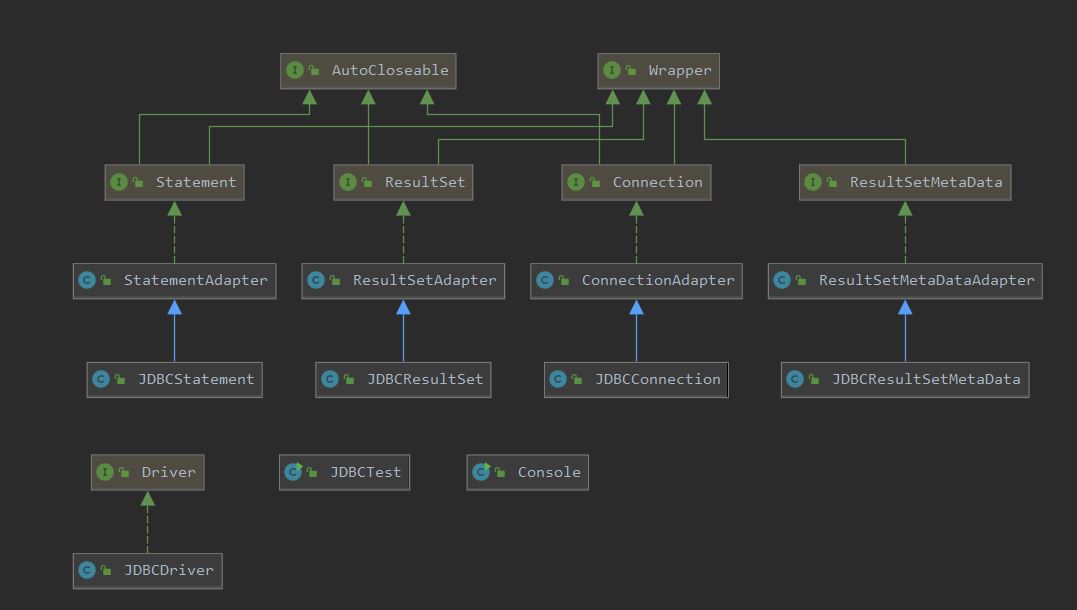 AutoCloseable
Wrapper
Statement
ResultSet
Connection
ResultSetMetaData
StatementAdapter
ResultSetAdapter
ConnectionAdapter
ResultSetMetaDataAdapter
JDBCStatement
JDBCResultSet
JDBCConnection
JDBCResultSetMetaData
Driver
JDBCTest
Console
JDBCDriver